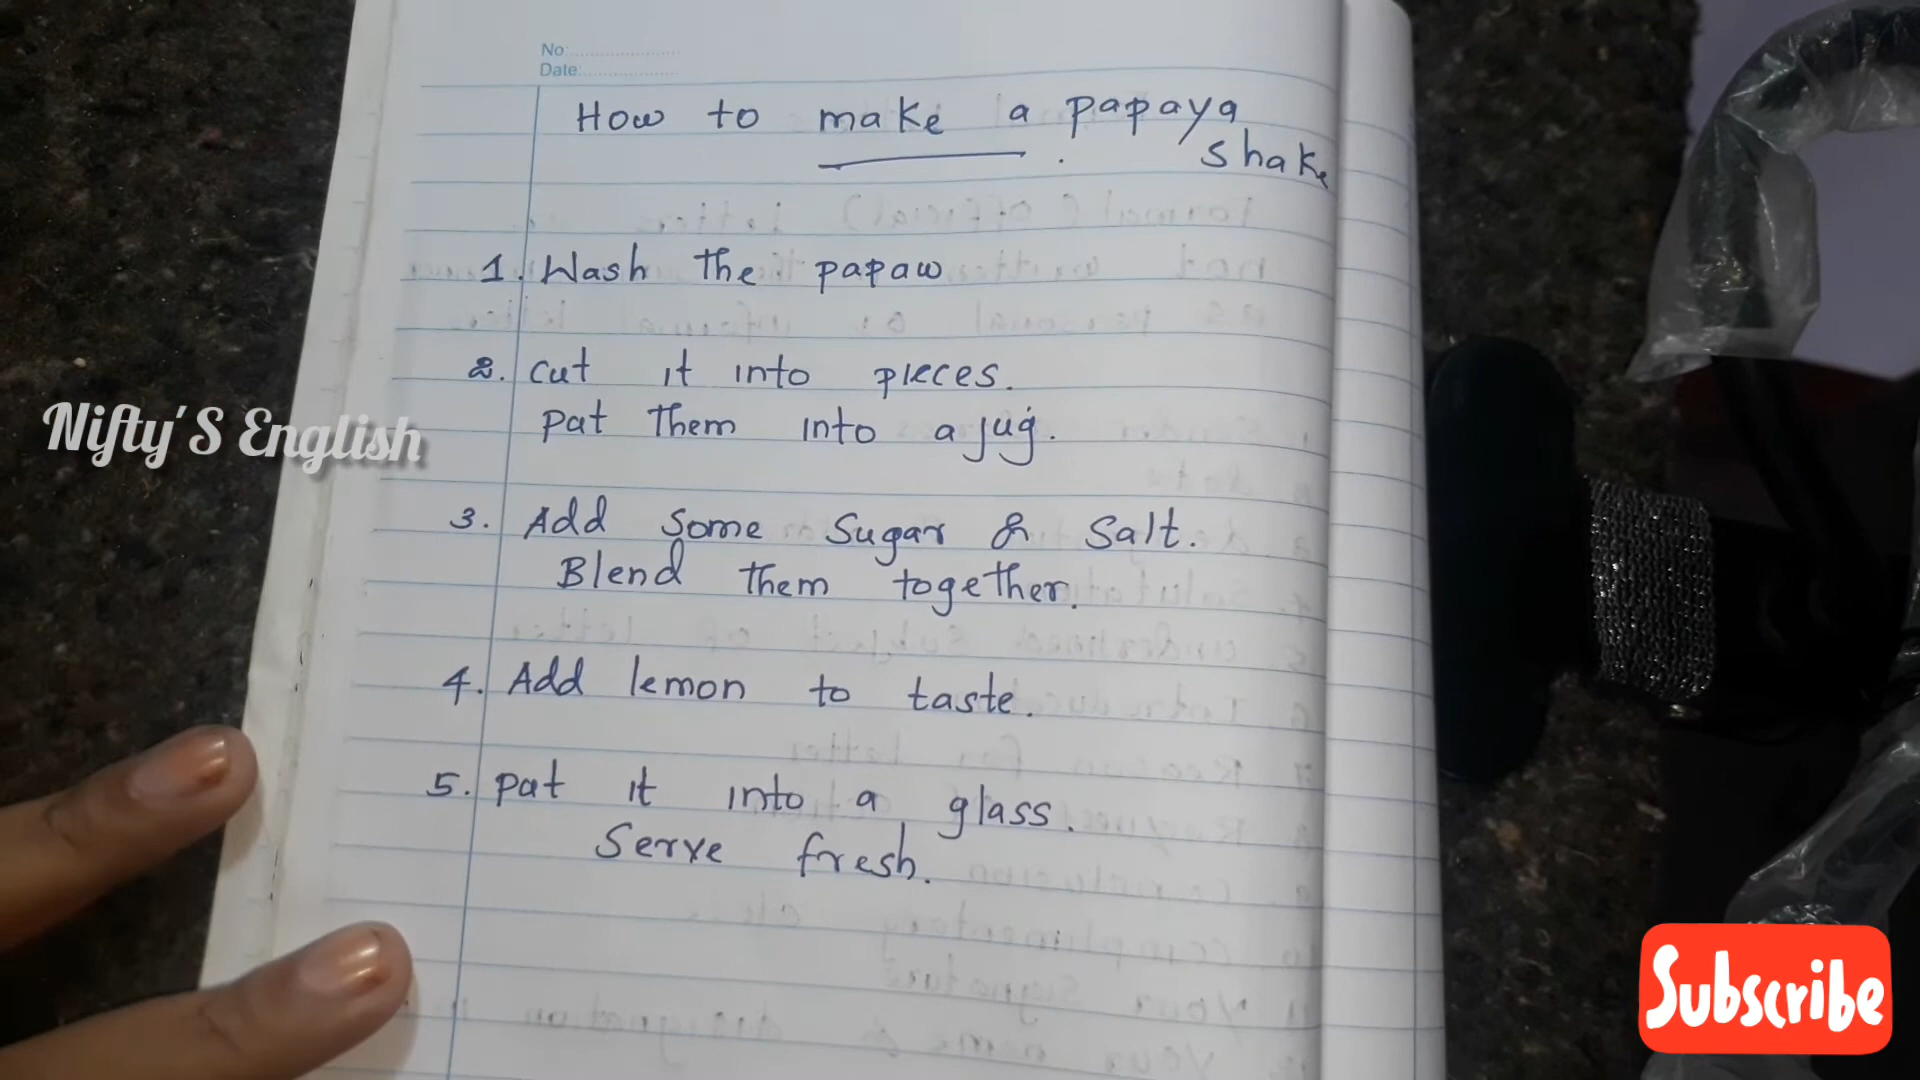 No:
Date:
How to make a papaya
shake
1. Wash the papaw
2. cut it into pieces.
pat them into a jug.
3. Add some sugar & salt.
Blend them together.
4. Add lemon to taste.
5. pat it into a glass.
Serve fresh.
Nifty'S English
Subscribe